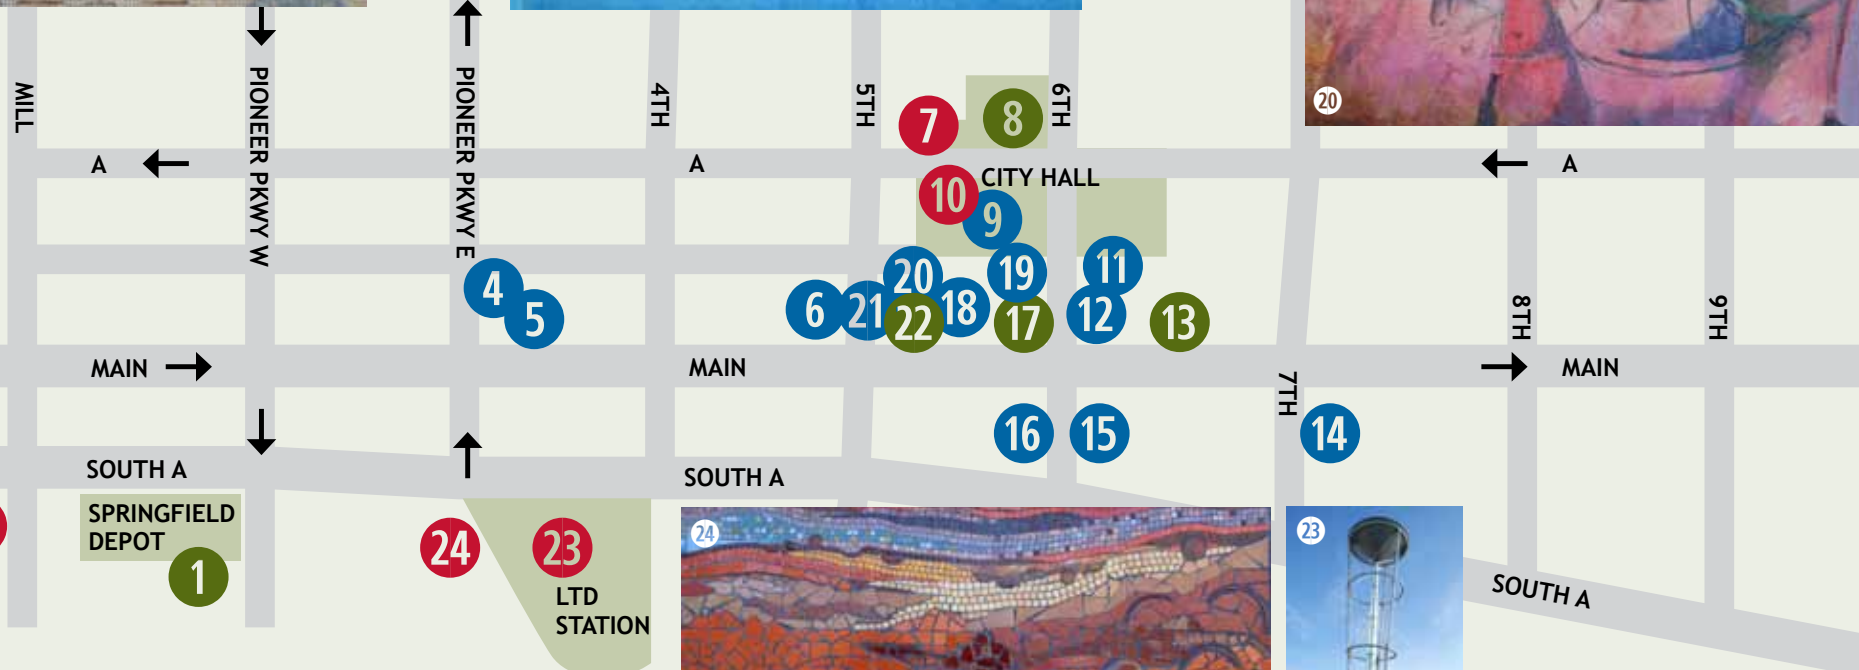 MILL
PIONEER PKWY W
PIONEER PKWY E
4TH
5TH
6TH
7
8
20
A
A
A
CITY HALL
10
9
4
5
20
19
11
6
21
22
18
17
12
13
8TH
9TH
MAIN
MAIN
MAIN
7TH
16
15
14
SOUTH A
SOUTH A
SPRINGFIELD
DEPOT
1
24
23
LTD
STATION
24
23
SOUTH A